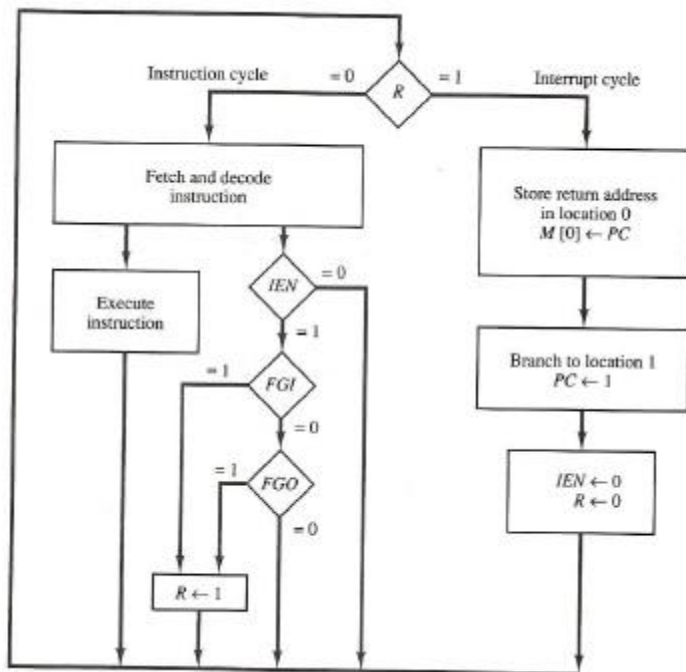 Instruction cycle
= 0
R
= 1
Interrupt cycle
Fetch and decode
instruction
Store return address
in location 0
M [0] ← PC
Execute
instruction
IEN
= 0
= 1
Branch to location 1
PC ← 1
= 1
FGI
= 0
IEN ← 0
R ← 0
= 1
FGO
= 0
R ← 1